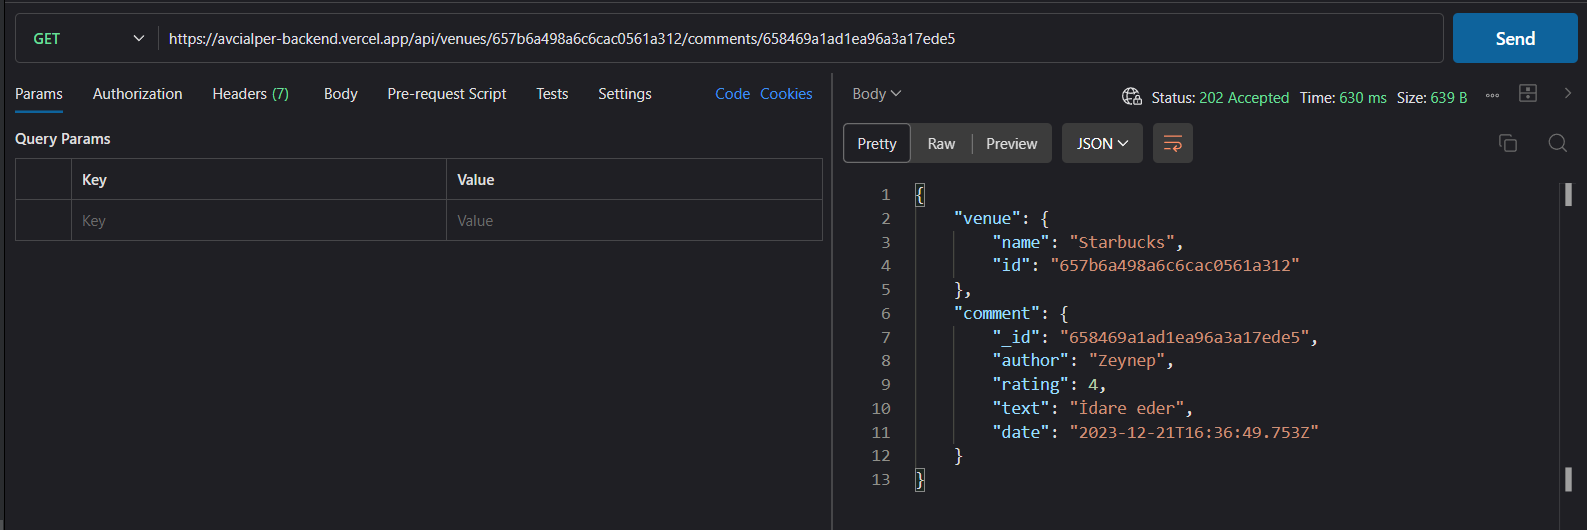 GET https://avcialper-backend.vercel.app/api/venues/657b6a498a6c6cac0561a312/comments/658469a1ad1ea96a3a17ede5 Send
Params Authorization Headers (7) Body Pre-request Script Tests Settings Code Cookies
Query Params
Key Value
Key Value
Body Status: 202 Accepted Time: 630 ms Size: 639 B
Pretty Raw Preview JSON
1 {
2 "venue": {
3 "name": "Starbucks",
4 "id": "657b6a498a6c6cac0561a312"
5 },
6 "comment": {
7 "_id": "658469a1ad1ea96a3a17ede5",
8 "author": "Zeynep",
9 "rating": 4,
10 "text": "İdare eder",
11 "date": "2023-12-21T16:36:49.753Z"
12 }
13 }